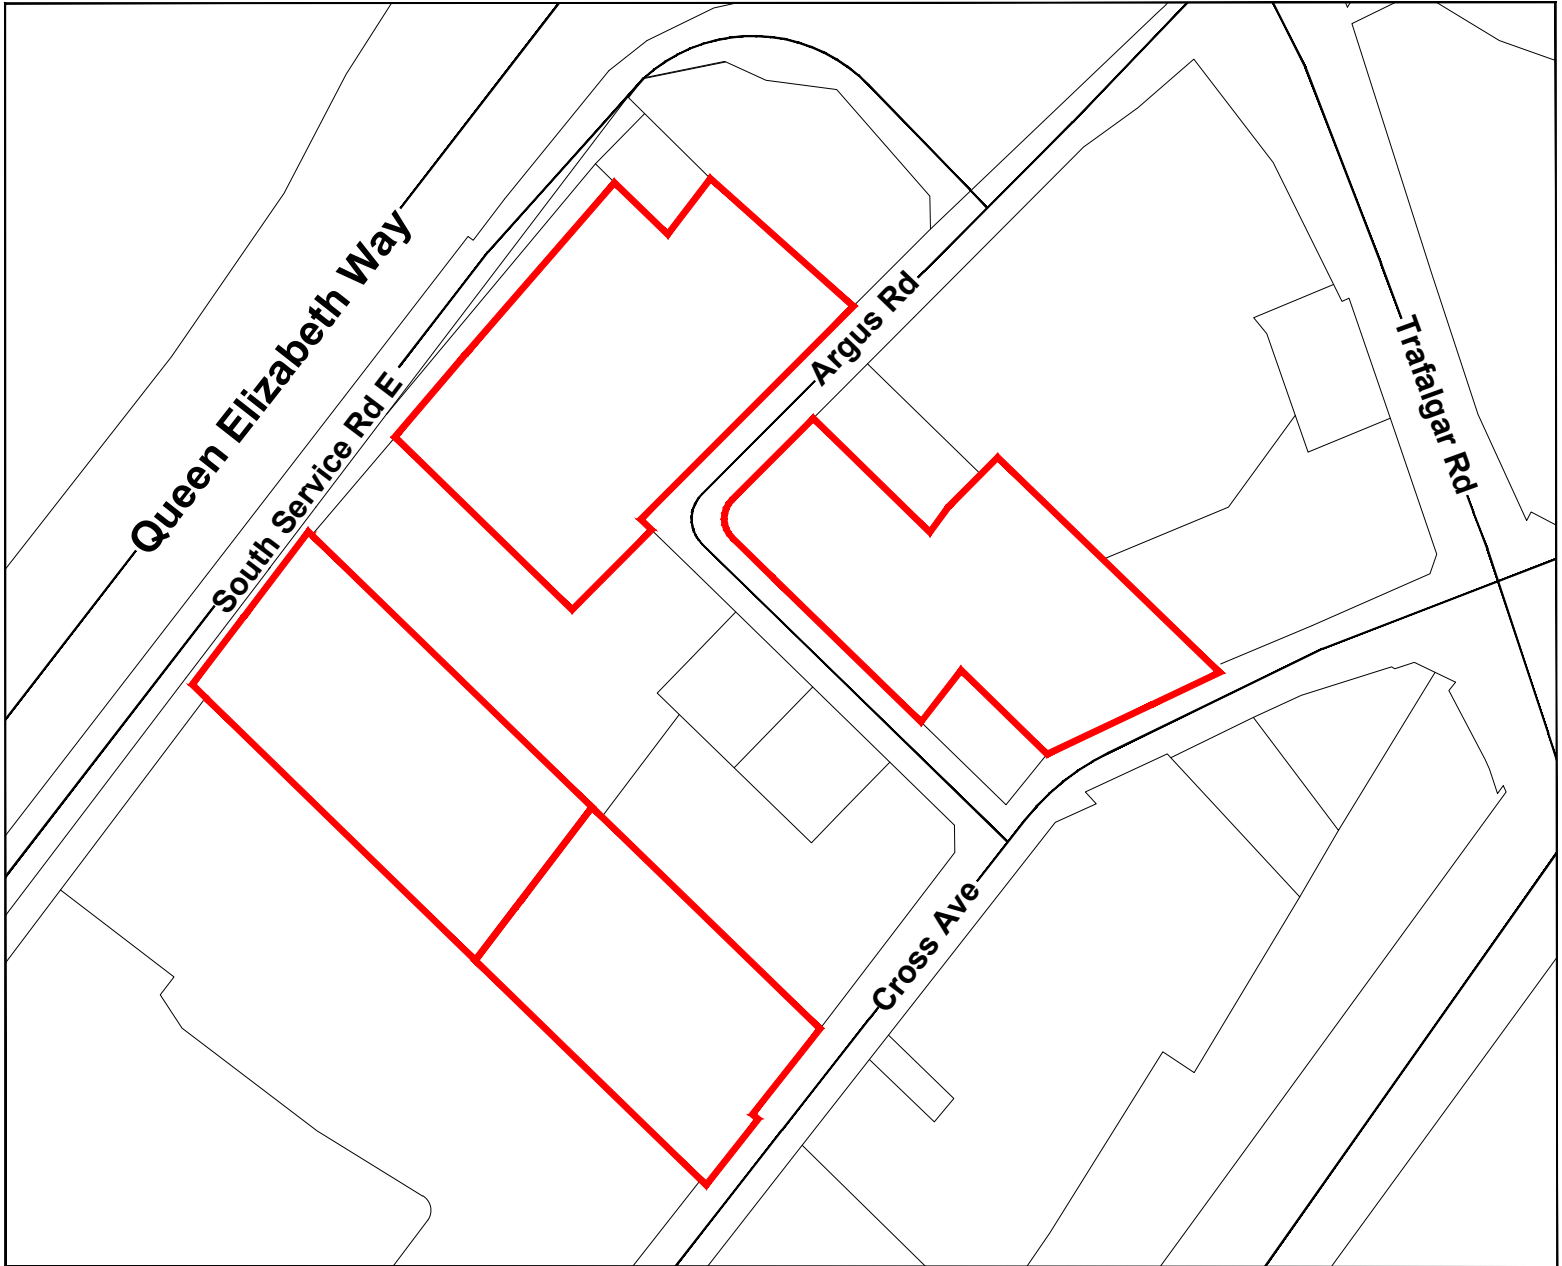 Queen Elizabeth Way
South Service Rd E
Argus Rd
Trafalgar Rd
Cross Ave